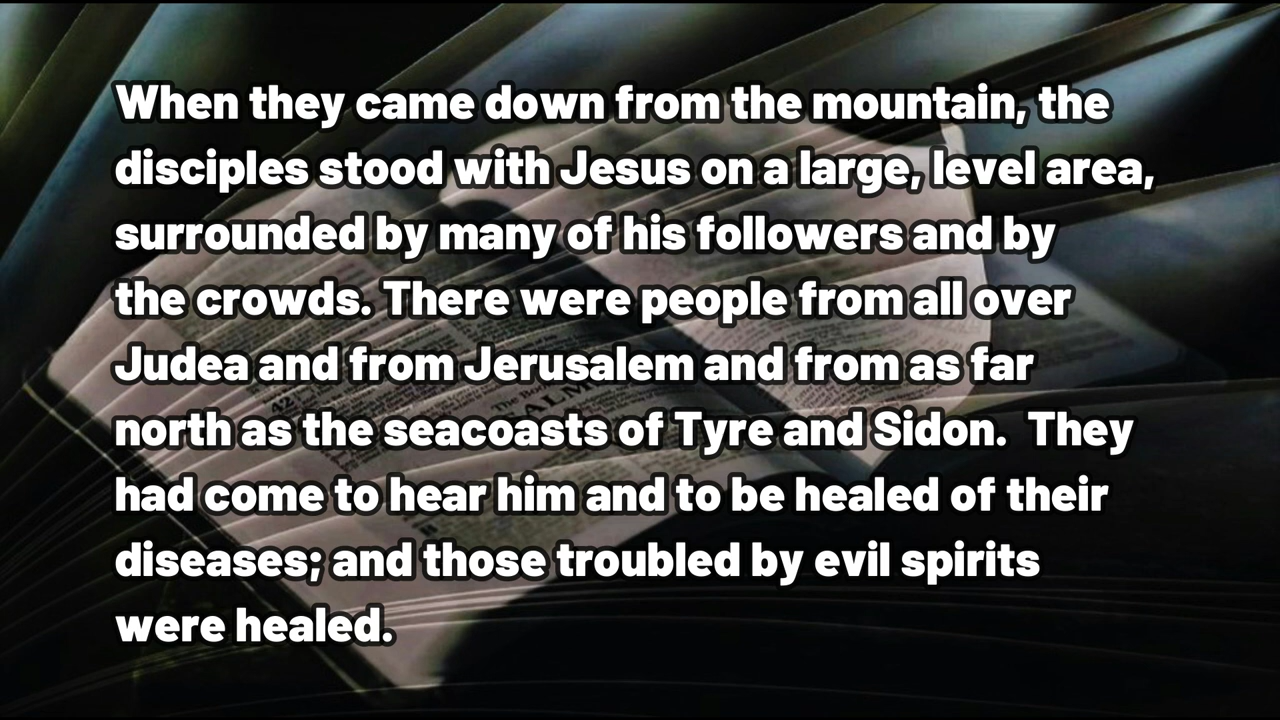 When they came down from the mountain, the
disciples stood with Jesus on a large, level area,
surrounded by many of his followers and by
the crowds. There were people from all over
Judea and from Jerusalem and from as far
north as the seacoasts of Tyre and Sidon.  They
had come to hear him and to be healed of their
diseases; and those troubled by evil spirits
were healed.